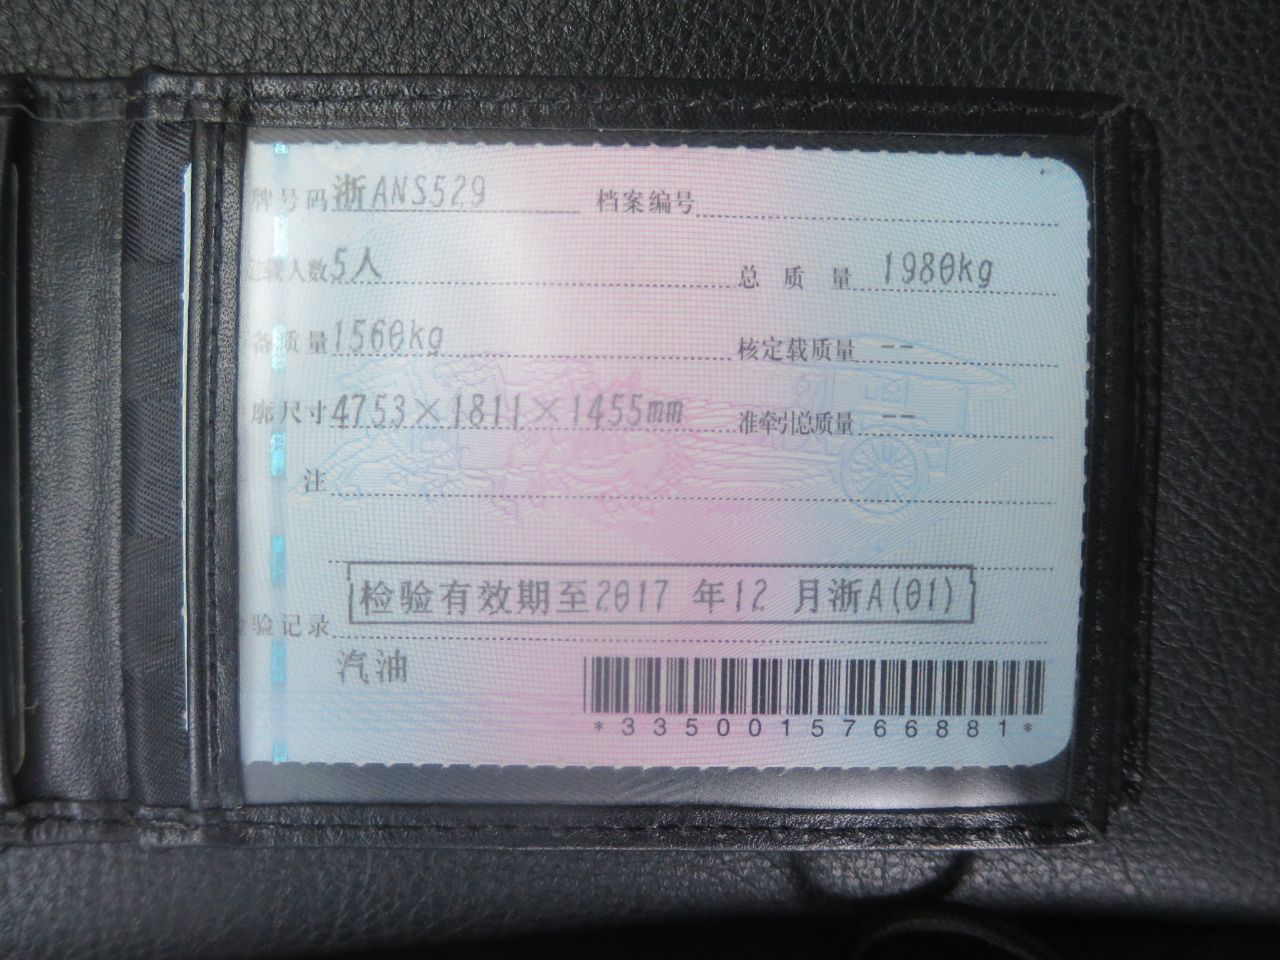 牌号码 浙ANS529 档案编号
定载人数 5人 总质量 1980kg
备质量 1560kg 核定载质量 --
廓尺寸 4753×1811×1455mm 准牵引总质量 --
注
检验有效期至2017 年12 月浙A(01)
验记录
汽油
*3350015766881*